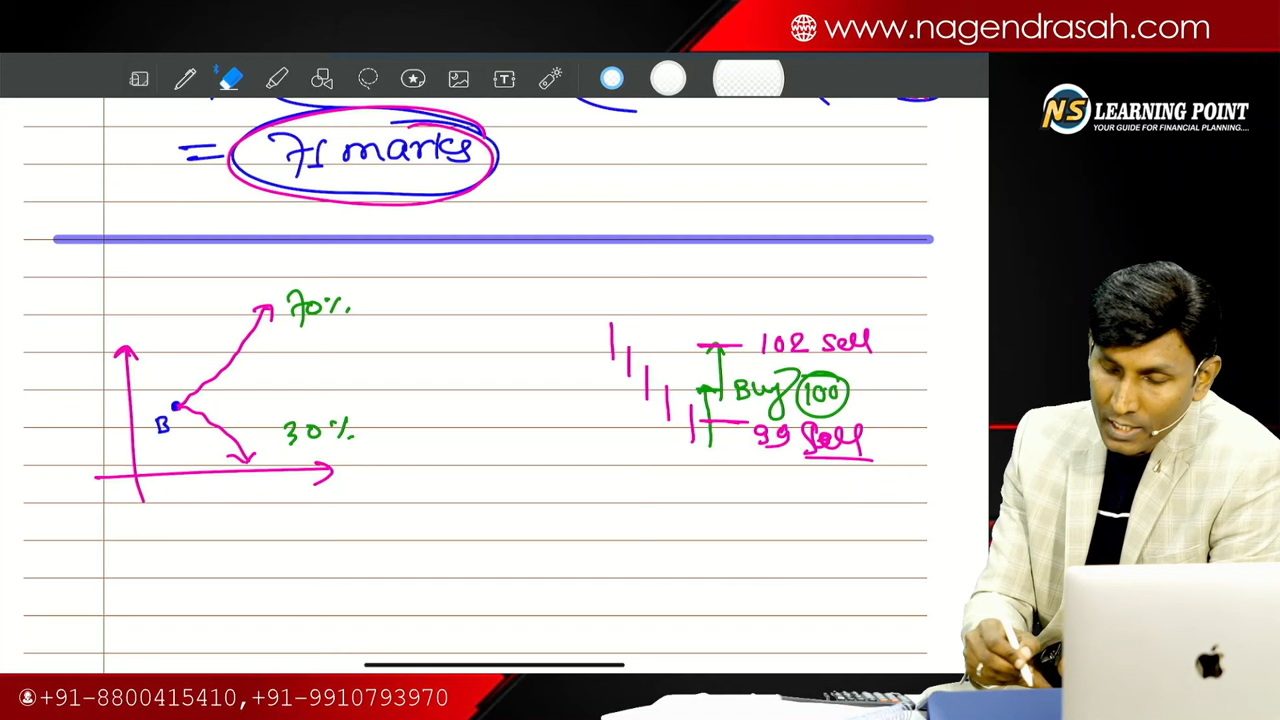 www.nagendrasah.com
NS LEARNING POINT
YOUR GUIDE FOR FINANCIAL PLANNING....
= 71 marks
70%
B
30%
102 Sell
Buy 100
99 Sell
+91-8800415410,+91-9910793970